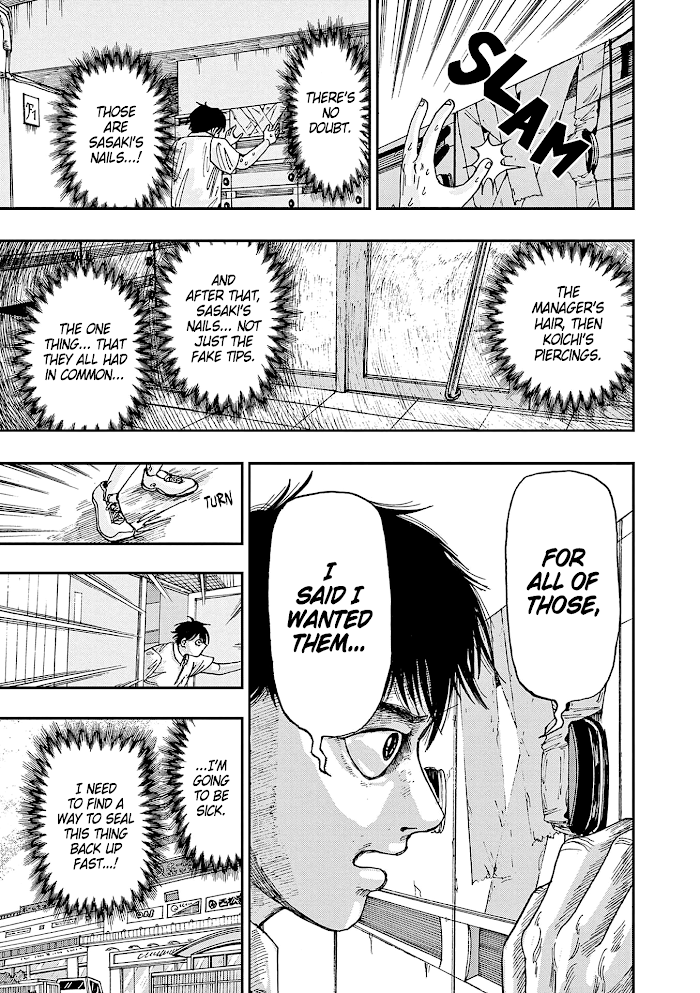 SLAM
THERE'S
NO
DOUBT.
THOSE
ARE
SASAKI'S
NAILS...!
THE
MANAGER'S
HAIR, THEN
KOICHI'S
PIERCINGS.
AND
AFTER THAT,
SASAKI'S
NAILS... NOT
JUST THE
FAKE TIPS.
THE ONE
THING... THAT
THEY ALL HAD
IN COMMON...
FOR
ALL OF
THOSE,
I
SAID I
WANTED
THEM...
TURN
...I'M
GOING
TO BE
SICK.
I NEED
TO FIND A
WAY TO SEAL
THIS THING
BACK UP
FAST...!